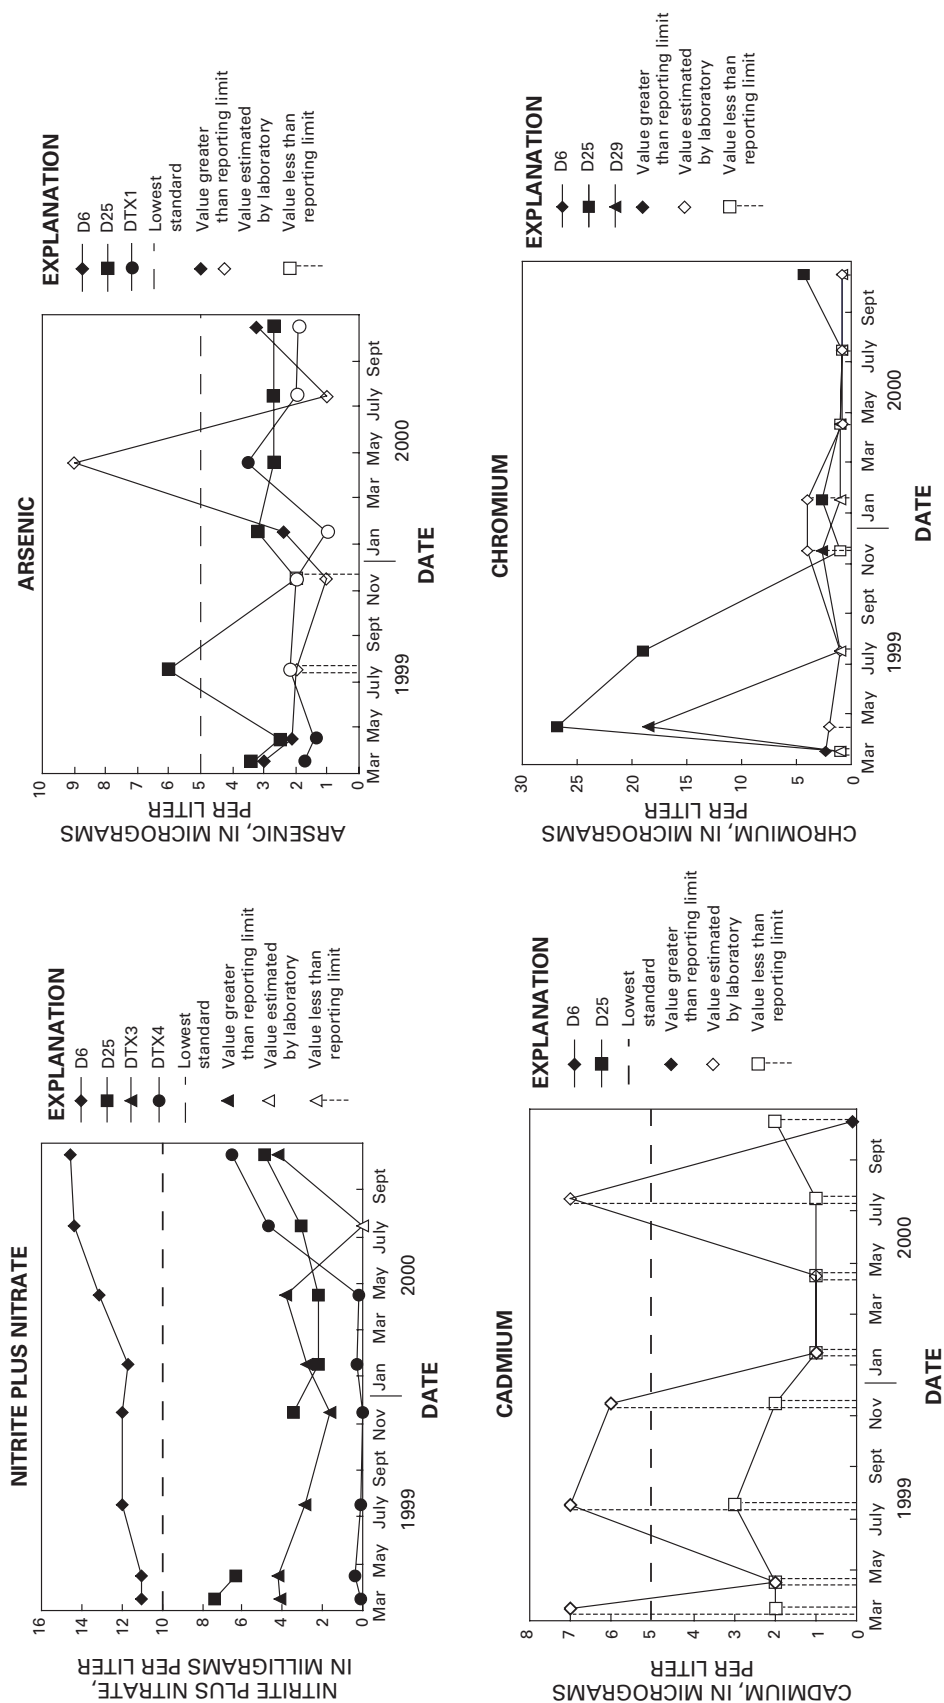 NITRITE PLUS NITRATE
NITRITE PLUS NITRATE,
IN MILLIGRAMS PER LITER
16
14
12
10
8
6
4
2
0
Mar May July Sept Nov Jan Mar May July Sept
1999 2000
DATE
EXPLANATION
D6
D25
DTX3
DTX4
Lowest
standard
Value greater
than reporting limit
Value estimated
by laboratory
Value less than
reporting limit
ARSENIC
ARSENIC, IN MICROGRAMS
PER LITER
10
9
8
7
6
5
4
3
2
1
0
Mar May July Sept Nov Jan Mar May July Sept
1999 2000
DATE
EXPLANATION
D6
D25
DTX1
Lowest
standard
Value greater
than reporting limit
Value estimated
by laboratory
Value less than
reporting limit
CADMIUM
CADMIUM, IN MICROGRAMS
PER LITER
8
7
6
5
4
3
2
1
0
Mar May July Sept Nov Jan Mar May July Sept
1999 2000
DATE
EXPLANATION
D6
D25
Lowest
standard
Value greater
than reporting limit
Value estimated
by laboratory
Value less than
reporting limit
CHROMIUM
CHROMIUM, IN MICROGRAMS
PER LITER
30
25
20
15
10
5
0
Mar May July Sept Nov Jan Mar May July Sept
1999 2000
DATE
EXPLANATION
D6
D25
D29
Value greater
than reporting limit
Value estimated
by laboratory
Value less than
reporting limit